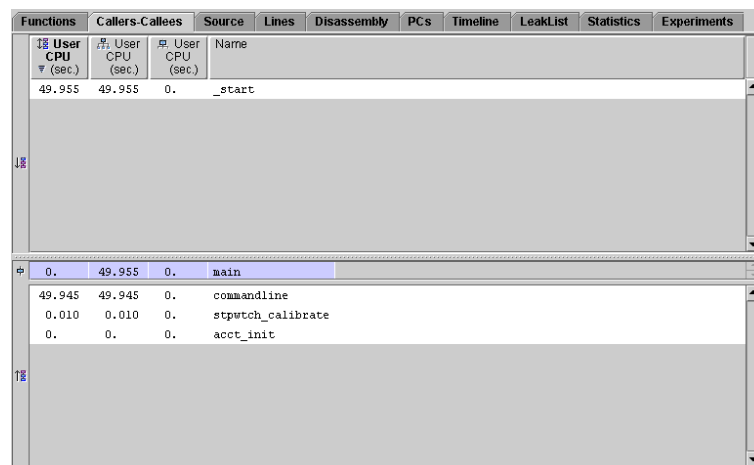 Functions Callers-Callees Source Lines Disassembly PCs Timeline LeakList Statistics Experiments
User CPU (sec.) User CPU (sec.) User CPU (sec.) Name
49.955 49.955 0. _start
0. 49.955 0. main
49.945 49.945 0. commandline
0.010 0.010 0. stpwtch_calibrate
0. 0. 0. acct_init